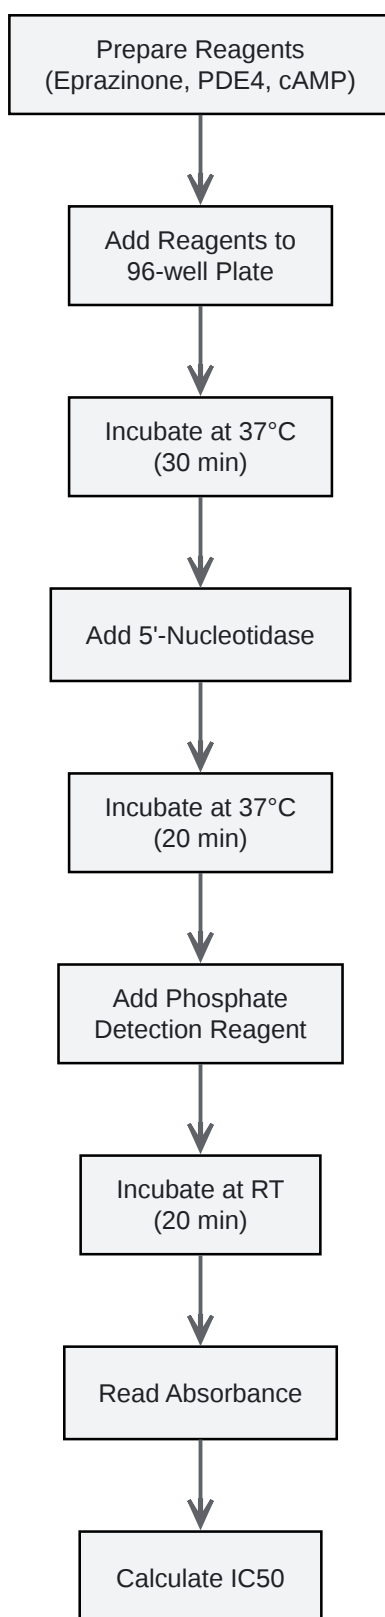 Prepare Reagents
(Eprazinone, PDE4, cAMP)
Add Reagents to
96-well Plate
Incubate at 37°C
(30 min)
Add 5'-Nucleotidase
Incubate at 37°C
(20 min)
Add Phosphate
Detection Reagent
Incubate at RT
(20 min)
Read Absorbance
Calculate IC50